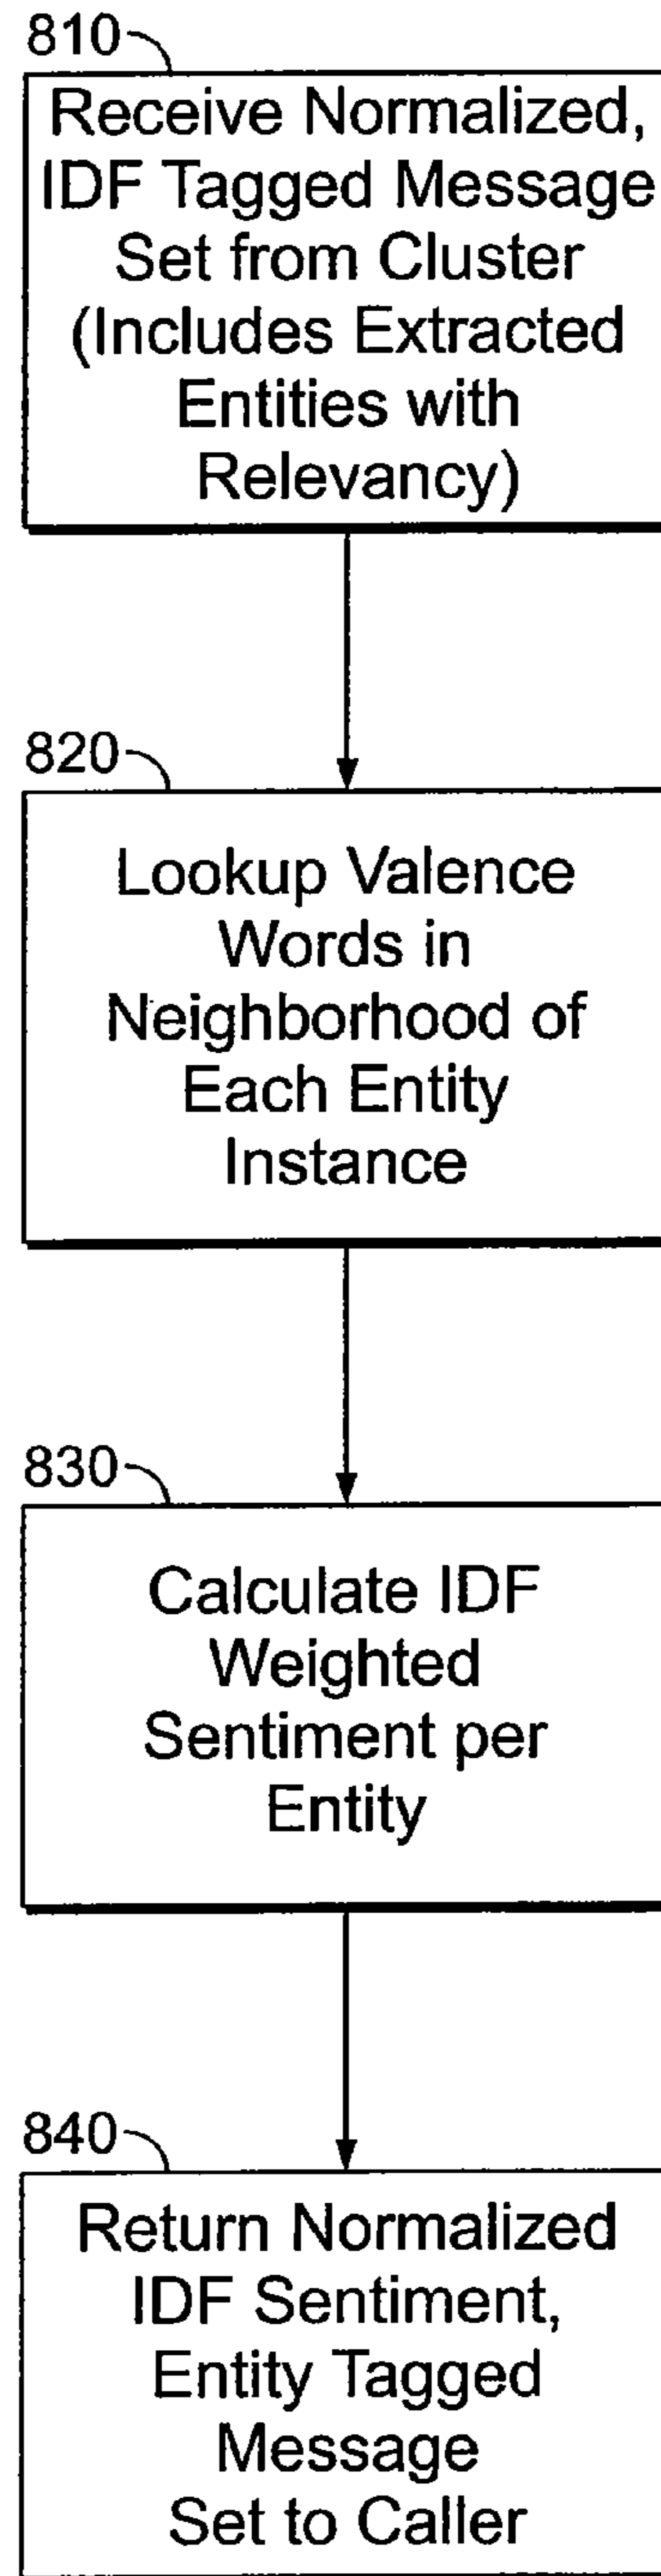 810
Receive Normalized,
IDF Tagged Message
Set from Cluster
(Includes Extracted
Entities with
Relevancy)
820
Lookup Valence
Words in
Neighborhood of
Each Entity
Instance
830
Calculate IDF
Weighted
Sentiment per
Entity
840
Return Normalized
IDF Sentiment,
Entity Tagged
Message
Set to Caller